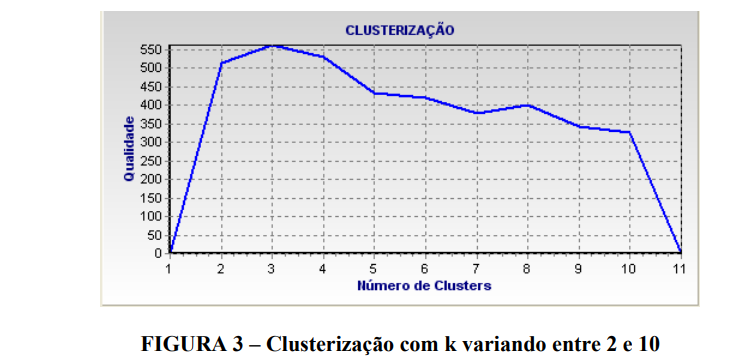 CLUSTERIZAÇÃO
550
500
450
400
350
300
250
200
150
100
50
0
Qualidade
1 2 3 4 5 6 7 8 9 10 11
Número de Clusters
FIGURA 3 – Clusterização com k variando entre 2 e 10